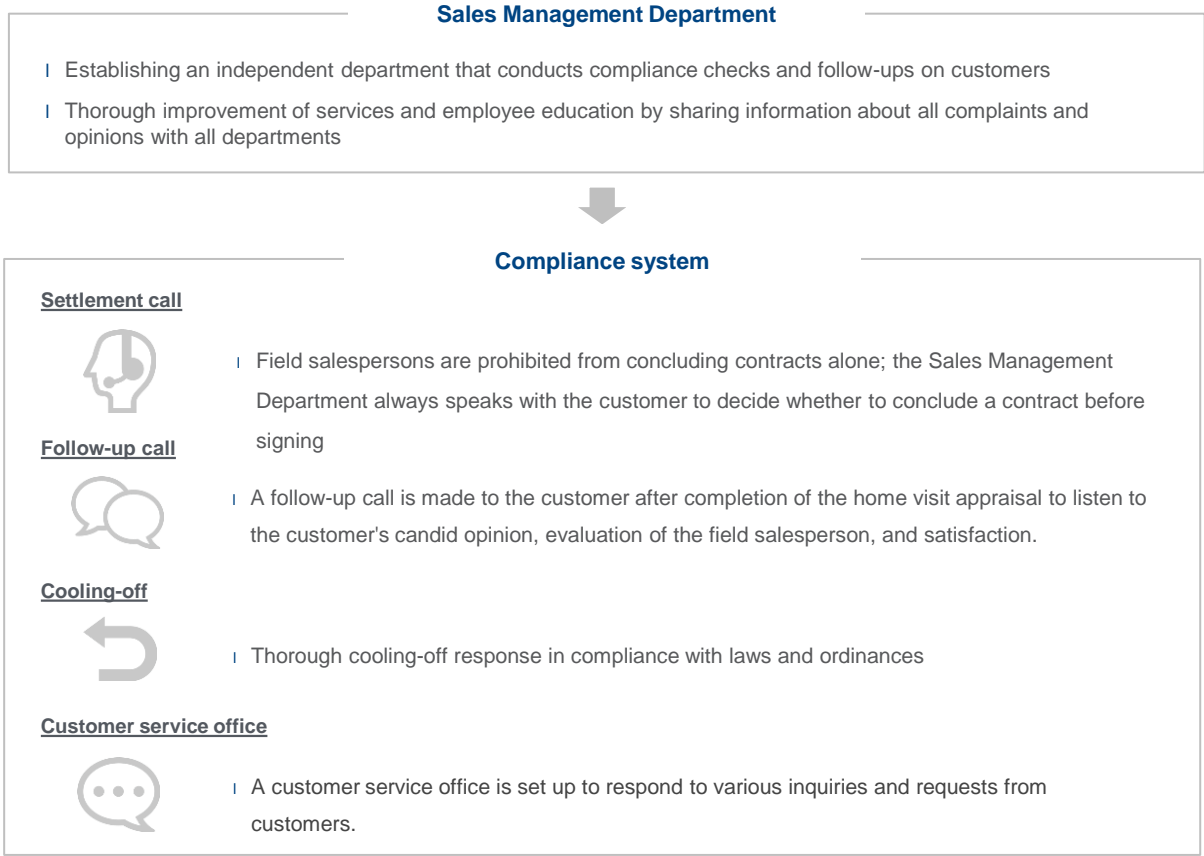 Sales Management Department
l Establishing an independent department that conducts compliance checks and follow-ups on customers
l Thorough improvement of services and employee education by sharing information about all complaints and
opinions with all departments
Compliance system
Settlement call
l Field salespersons are prohibited from concluding contracts alone; the Sales Management
Department always speaks with the customer to decide whether to conclude a contract before
signing
Follow-up call
l A follow-up call is made to the customer after completion of the home visit appraisal to listen to
the customer's candid opinion, evaluation of the field salesperson, and satisfaction.
Cooling-off
l Thorough cooling-off response in compliance with laws and ordinances
Customer service office
l A customer service office is set up to respond to various inquiries and requests from
customers.